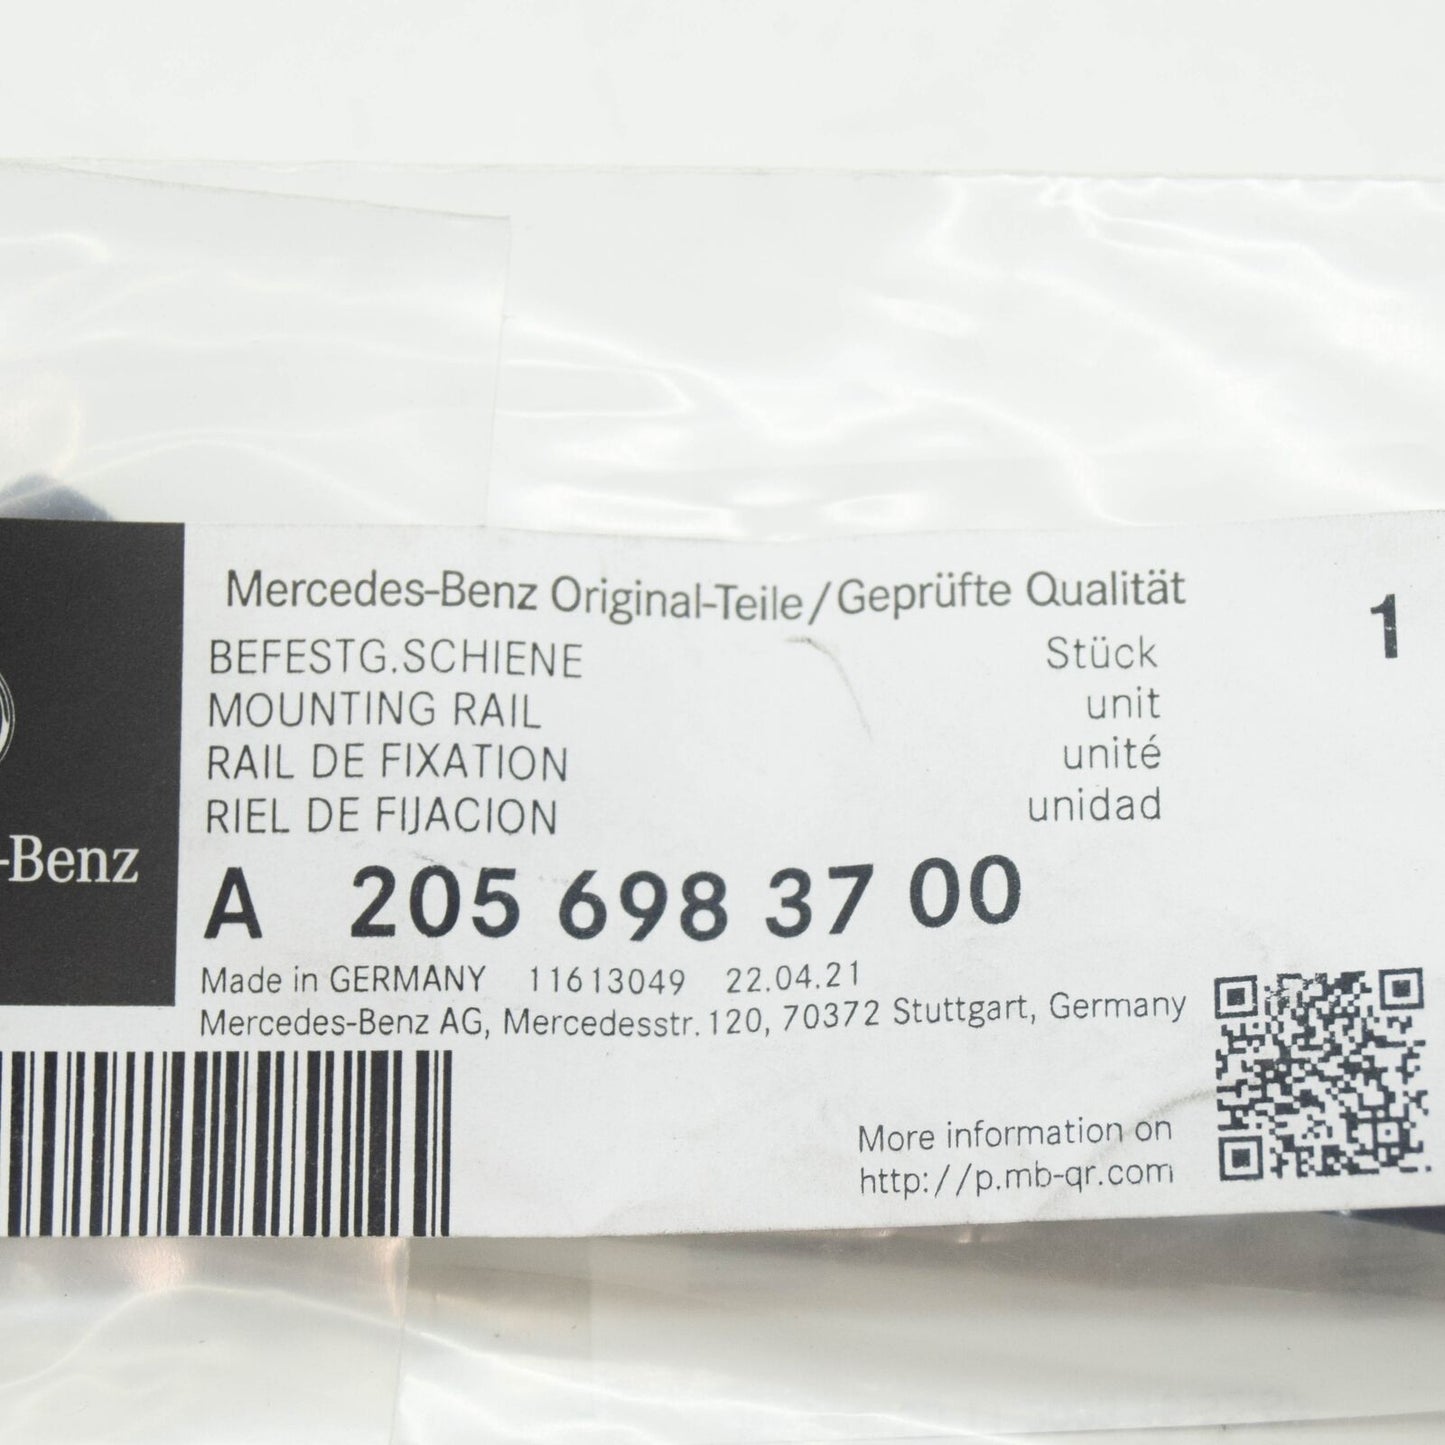 Mercedes-Benz Original-Teile/Geprüfte Qualität
1
BEFESTG.SCHIENE Stück
MOUNTING RAIL unit
RAIL DE FIXATION unité
RIEL DE FIJACION unidad
-Benz
A 205 698 37 00
Made in GERMANY 11613049 22.04.21
Mercedes-Benz AG, Mercedesstr.120, 70372 Stuttgart, Germany
More information on
http://p.mb-qr.com